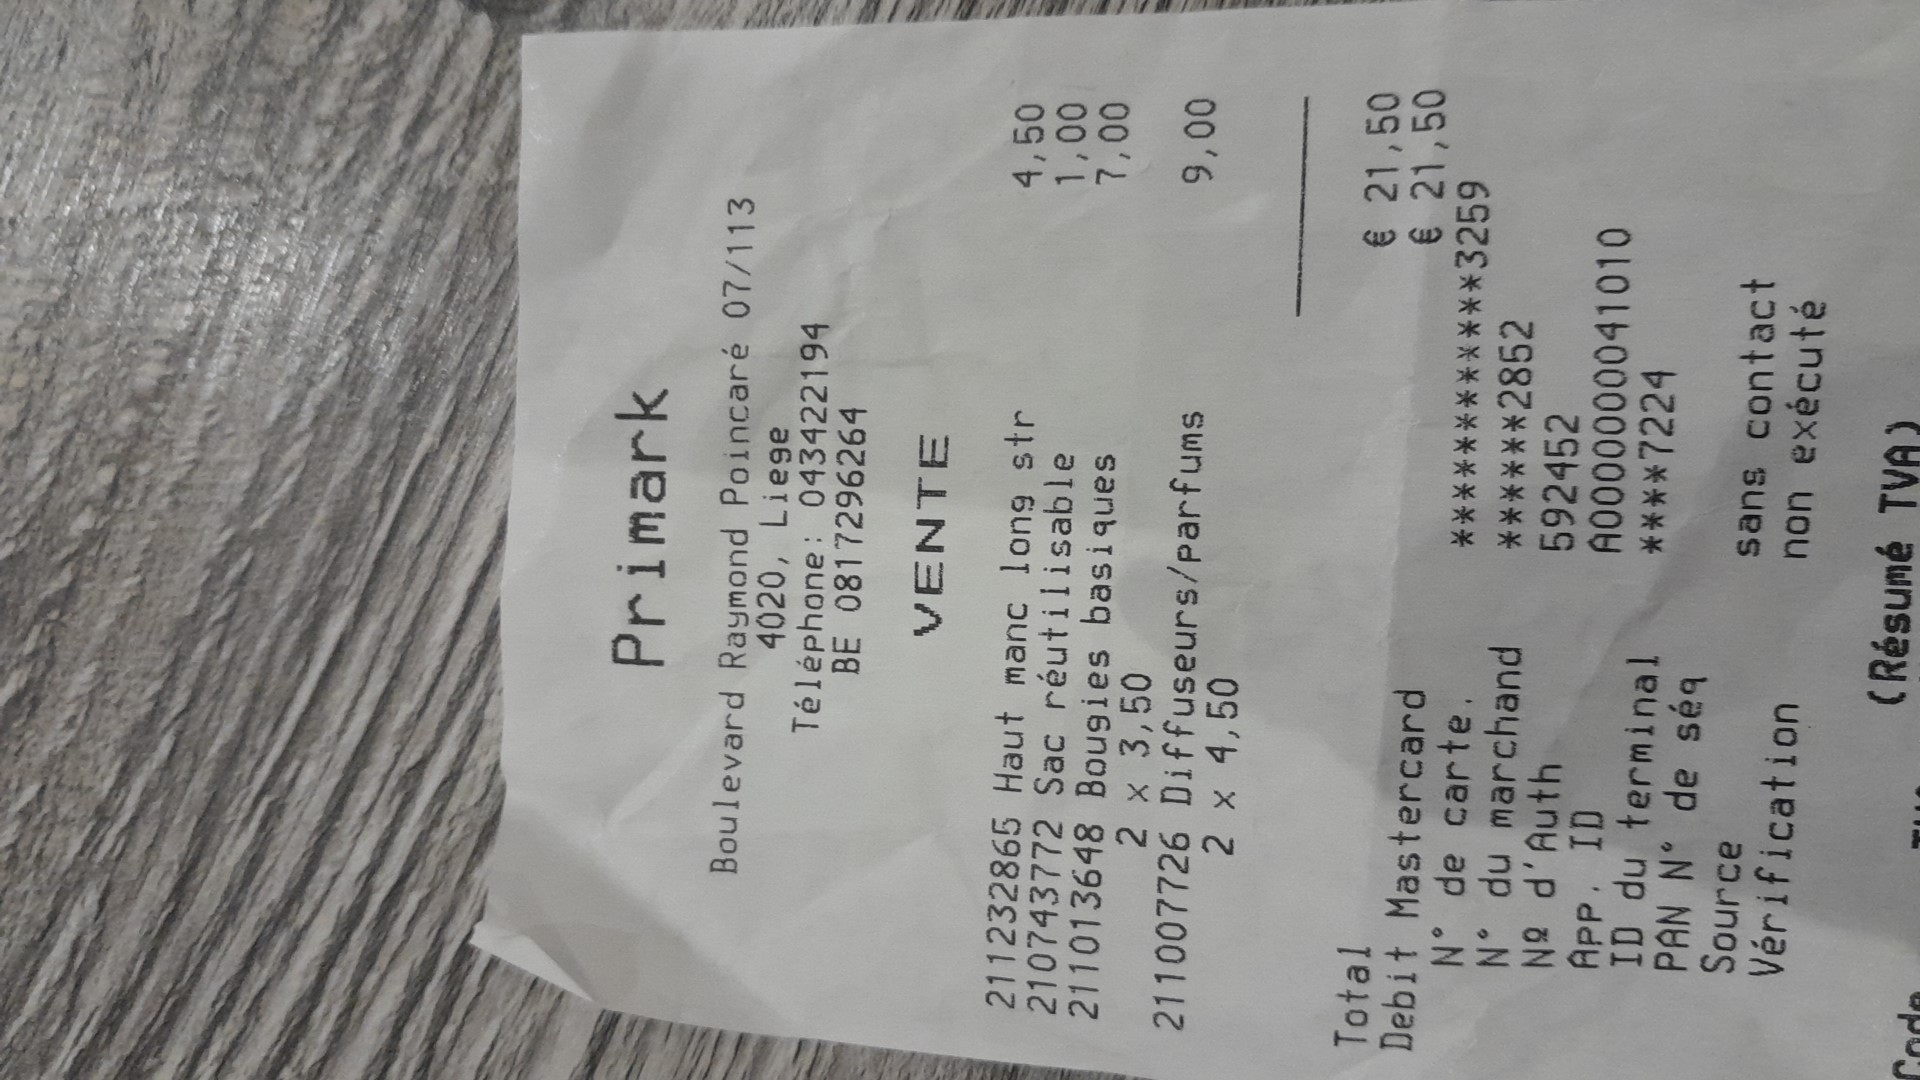 Primark
Boulevard Raymond Poincaré 07/113
4020, Liege
Téléphone: 043422194
BE 0817296264
VENTE
211232865 Haut manc long str 4,50
210743772 Sac réutilisable 1,00
211013648 Bougies basiques 7,00
2 x 3,50
211007726 Diffuseurs/parfums 9,00
2 x 4,50
Total € 21,50
Debit Mastercard € 21,50
N° de carte. ************3259
N° du marchand ******2852
Nº d'Auth 592452
App. ID A0000000041010
ID du terminal ****7224
PAN N° de séq
Source sans contact
Vérification non exécuté
(Résumé TVA)
Code